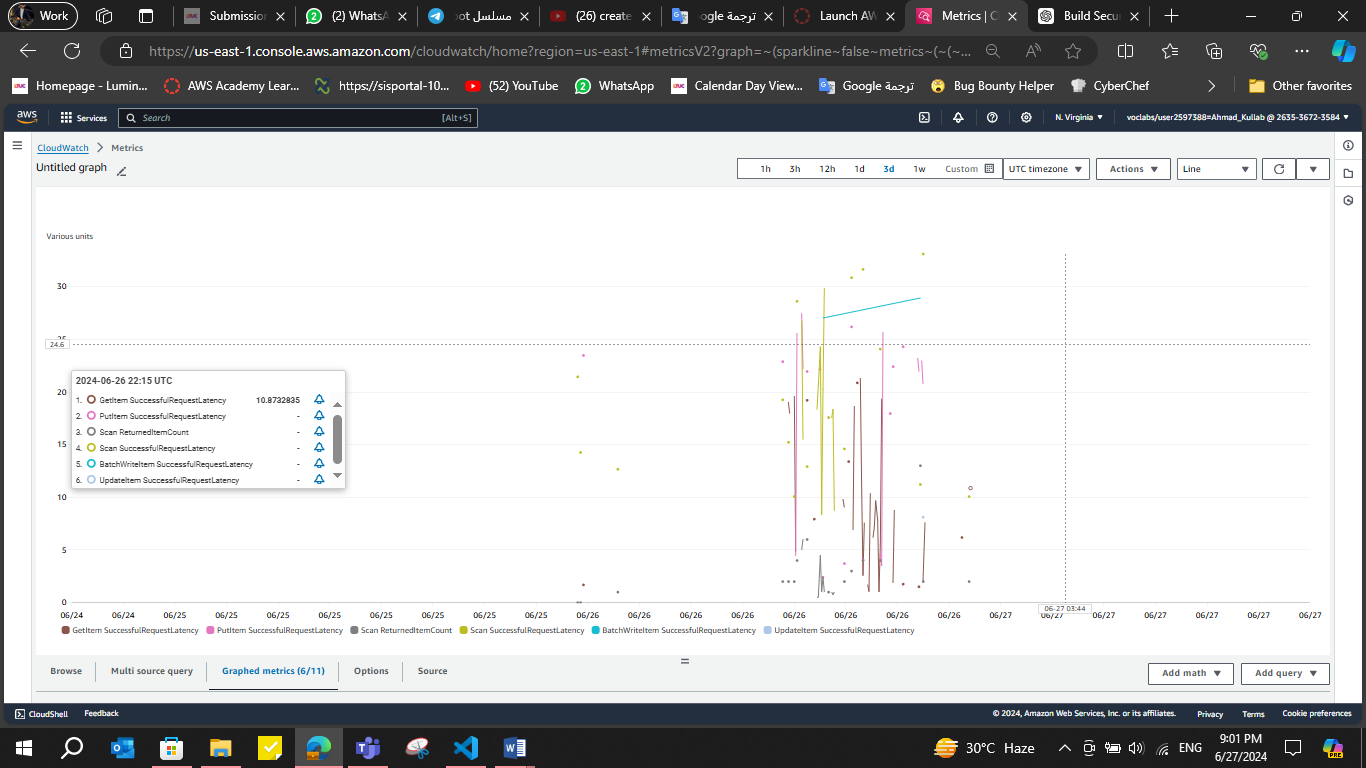 Work
Submission
(2) WhatsA
مسلسل bot
(26) create
ترجمة ogle
Launch AW
Metrics | C
Build Secu
https://us-east-1.console.aws.amazon.com/cloudwatch/home?region=us-east-1#metricsV2?graph=~(sparkline~false~metrics~(~(~...
Homepage - Lumin...
AWS Academy Lear...
https://sisportal-10...
(52) YouTube
WhatsApp
Calendar Day View...
ترجمة Google
Bug Bounty Helper
CyberChef
Other favorites
aws
Services
Search
[Alt+S]
N. Virginia
voclabs/user2597388=Ahmad_Kullab @ 2635-3672-3584
CloudWatch > Metrics
Untitled graph
1h 3h 12h 1d 3d 1w Custom
UTC timezone
Actions
Line
Various units
30
25
24.6
20
15
10
5
0
2024-06-26 22:15 UTC
1. GetItem SuccessfulRequestLatency 10.8732835
2. PutItem SuccessfulRequestLatency -
3. Scan ReturnedItemCount -
4. Scan SuccessfulRequestLatency -
5. BatchWriteItem SuccessfulRequestLatency -
6. UpdateItem SuccessfulRequestLatency -
06/24 06/24 06/25 06/25 06/25 06/25 06/25 06/25 06/25 06/25 06/26 06/26 06/26 06/26 06/26 06/26 06/26 06/26 06/27 06/27 06/27 06/27 06/27 06/27 06/27
06-27 03:44
GetItem SuccessfulRequestLatency PutItem SuccessfulRequestLatency Scan ReturnedItemCount Scan SuccessfulRequestLatency BatchWriteItem SuccessfulRequestLatency UpdateItem SuccessfulRequestLatency
Browse
Multi source query
Graphed metrics (6/11)
Options
Source
Add math
Add query
CloudShell
Feedback
© 2024, Amazon Web Services, Inc. or its affiliates.
Privacy
Terms
Cookie preferences
30°C Haze
ENG
9:01 PM
6/27/2024
PRE